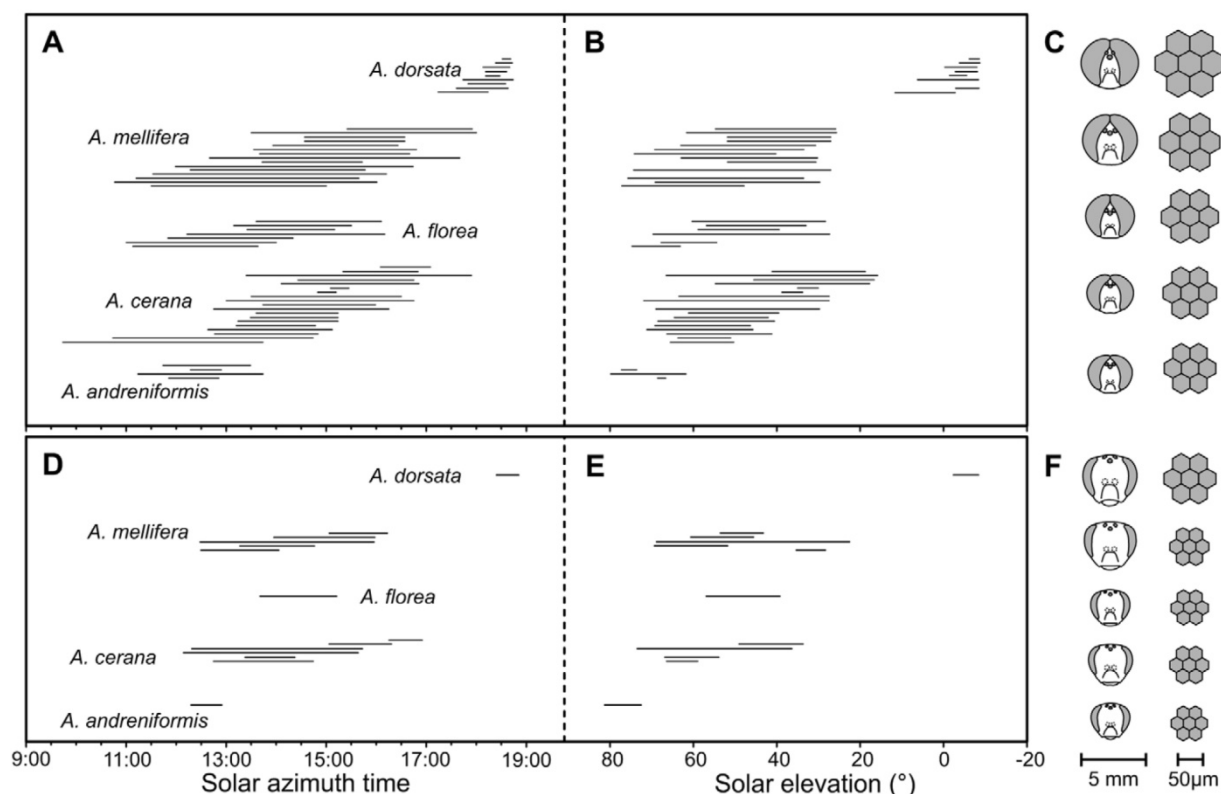 A B C
A. dorsata
A. mellifera
A. florea
A. cerana
A. andreniformis
D E F
A. dorsata
A. mellifera
A. florea
A. cerana
A. andreniformis
9:00 11:00 13:00 15:00 17:00 19:00 80 60 40 20 0 -20
Solar azimuth time Solar elevation (°) 5 mm 50µm